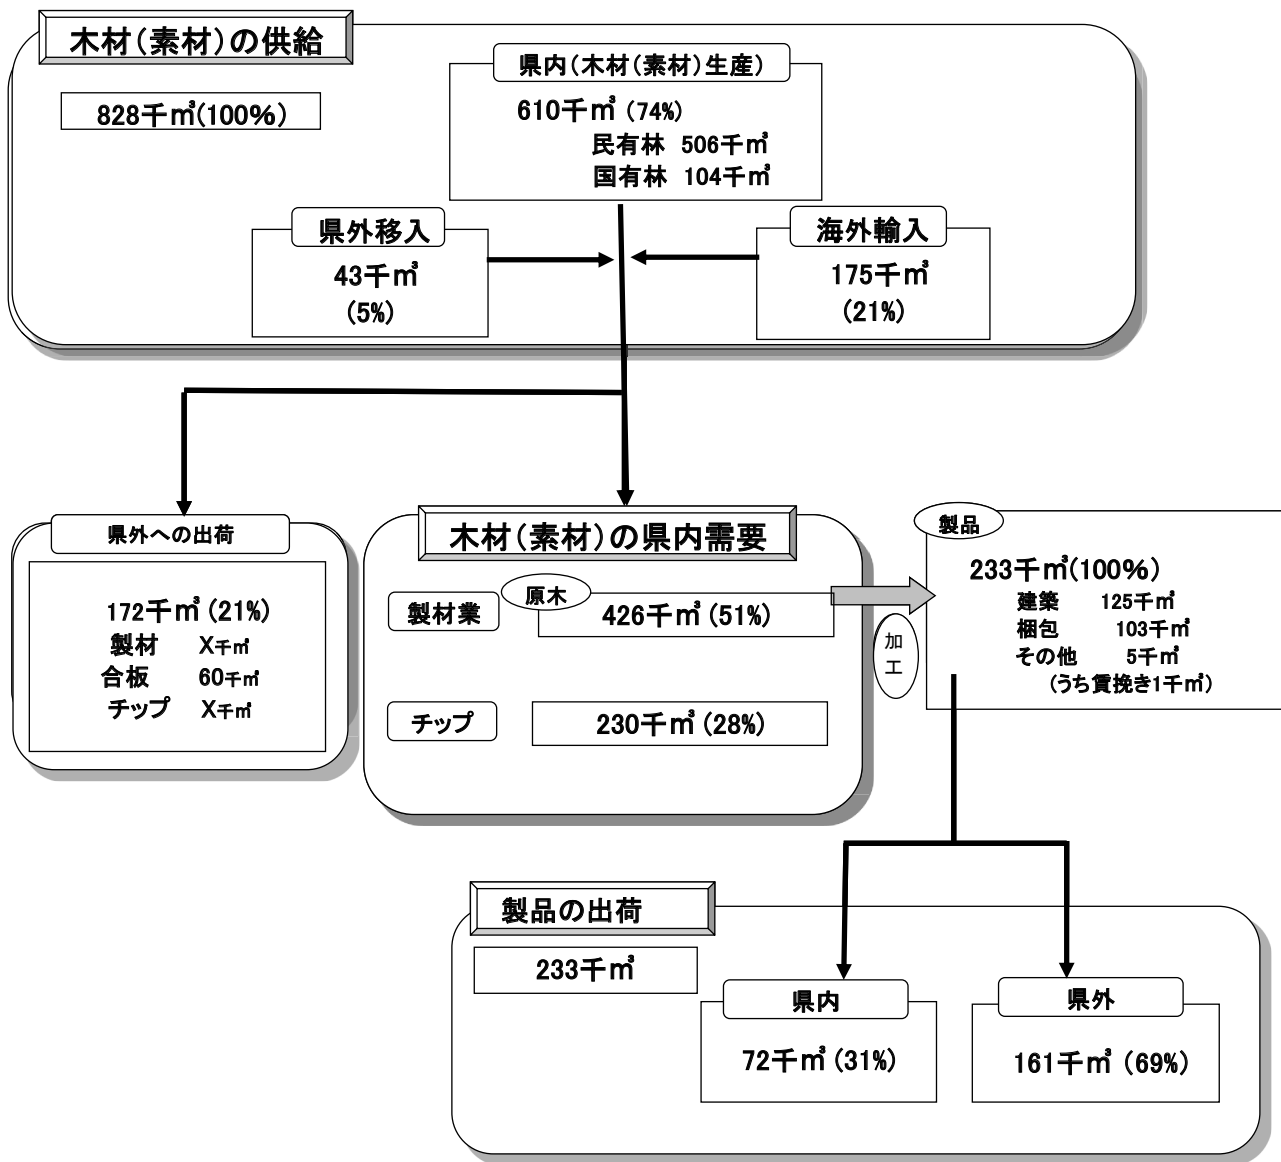 木材（素材）の供給
828千㎥(100%)
県内（木材（素材）生産）
610千㎥ (74%)
民有林 506千㎥
国有林 104千㎥
県外移入
43千㎥
(5%)
海外輸入
175千㎥
(21%)
県外への出荷
172千㎥ (21%)
製材 X千㎥
合板 60千㎥
チップ X千㎥
木材（素材）の県内需要
製材業
原木
426千㎥ (51%)
チップ
230千㎥ (28%)
加
工
製品
233千㎥(100%)
建築 125千㎥
梱包 103千㎥
その他 5千㎥
(うち賃挽き1千㎥)
製品の出荷
233千㎥
県内
72千㎥ (31%)
県外
161千㎥ (69%)